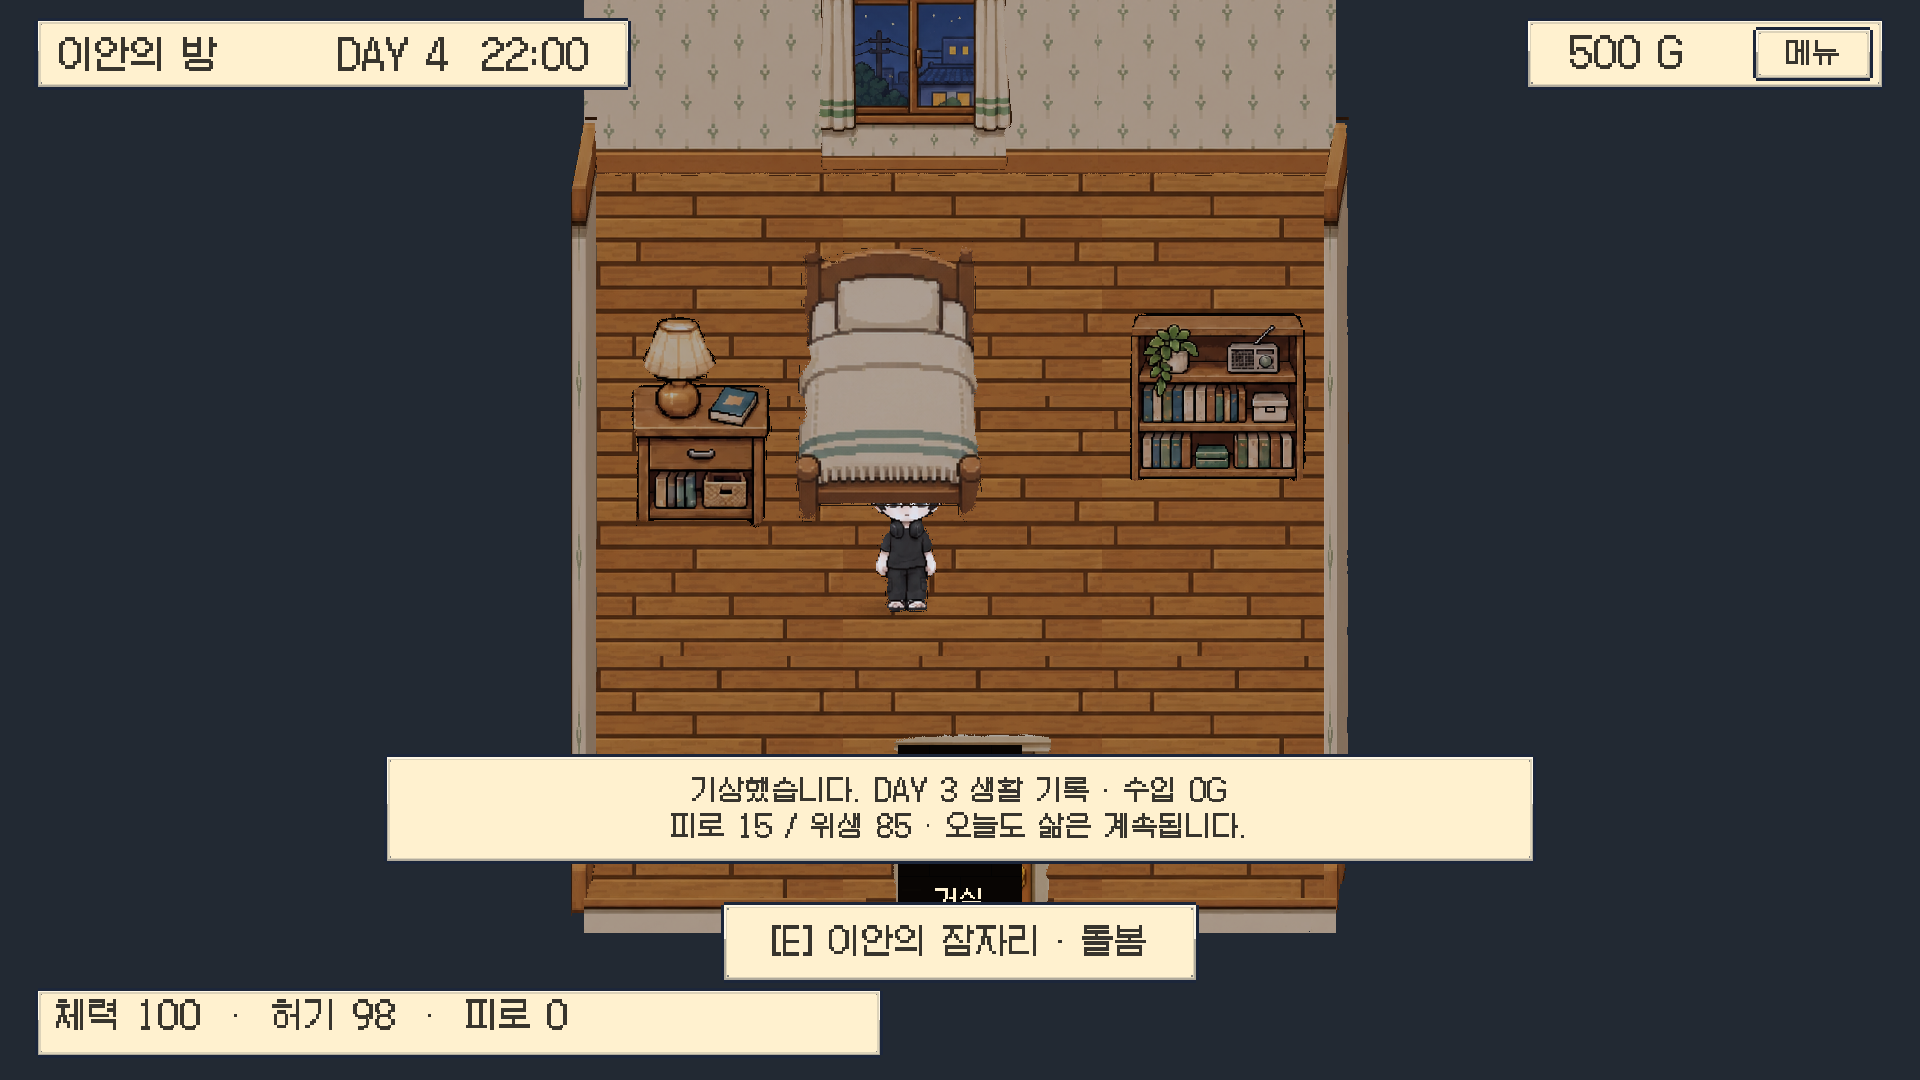 이안의 방 DAY 4 22:00
500 G 메뉴
기상했습니다. DAY 3 생활 기록 · 수입 0G
피로 15 / 위생 85 · 오늘도 삶은 계속됩니다.
거실
[E] 이안의 잠자리 · 돌봄
체력 100 · 허기 98 · 피로 0